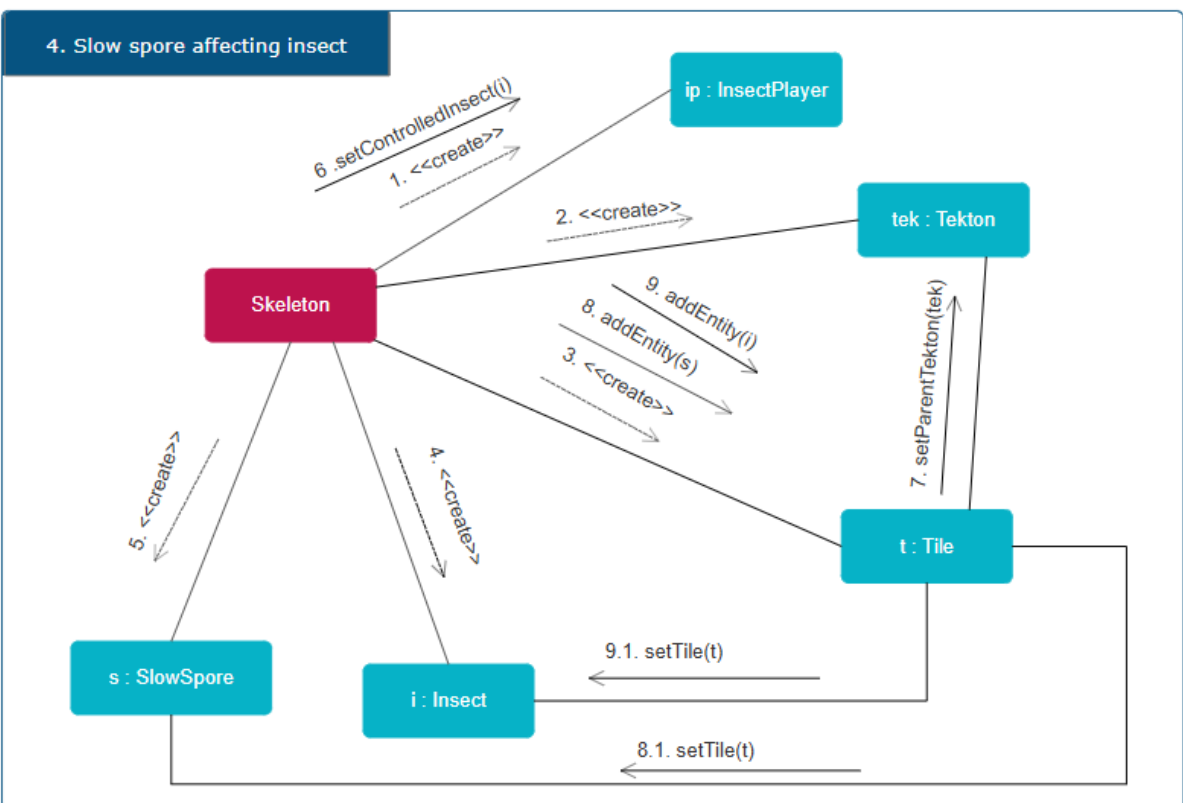 4. Slow spore affecting insect
ip : InsectPlayer
6 .setControlledInsect(i)
1. <<create>>
2. <<create>>
tek : Tekton
Skeleton
9. addEntity(i)
8. addEntity(s)
3. <<create>>
7. setParentTekton(tek)
5. <<create>>
4. <<create>>
t : Tile
s : SlowSpore
i : Insect
9.1. setTile(t)
8.1. setTile(t)